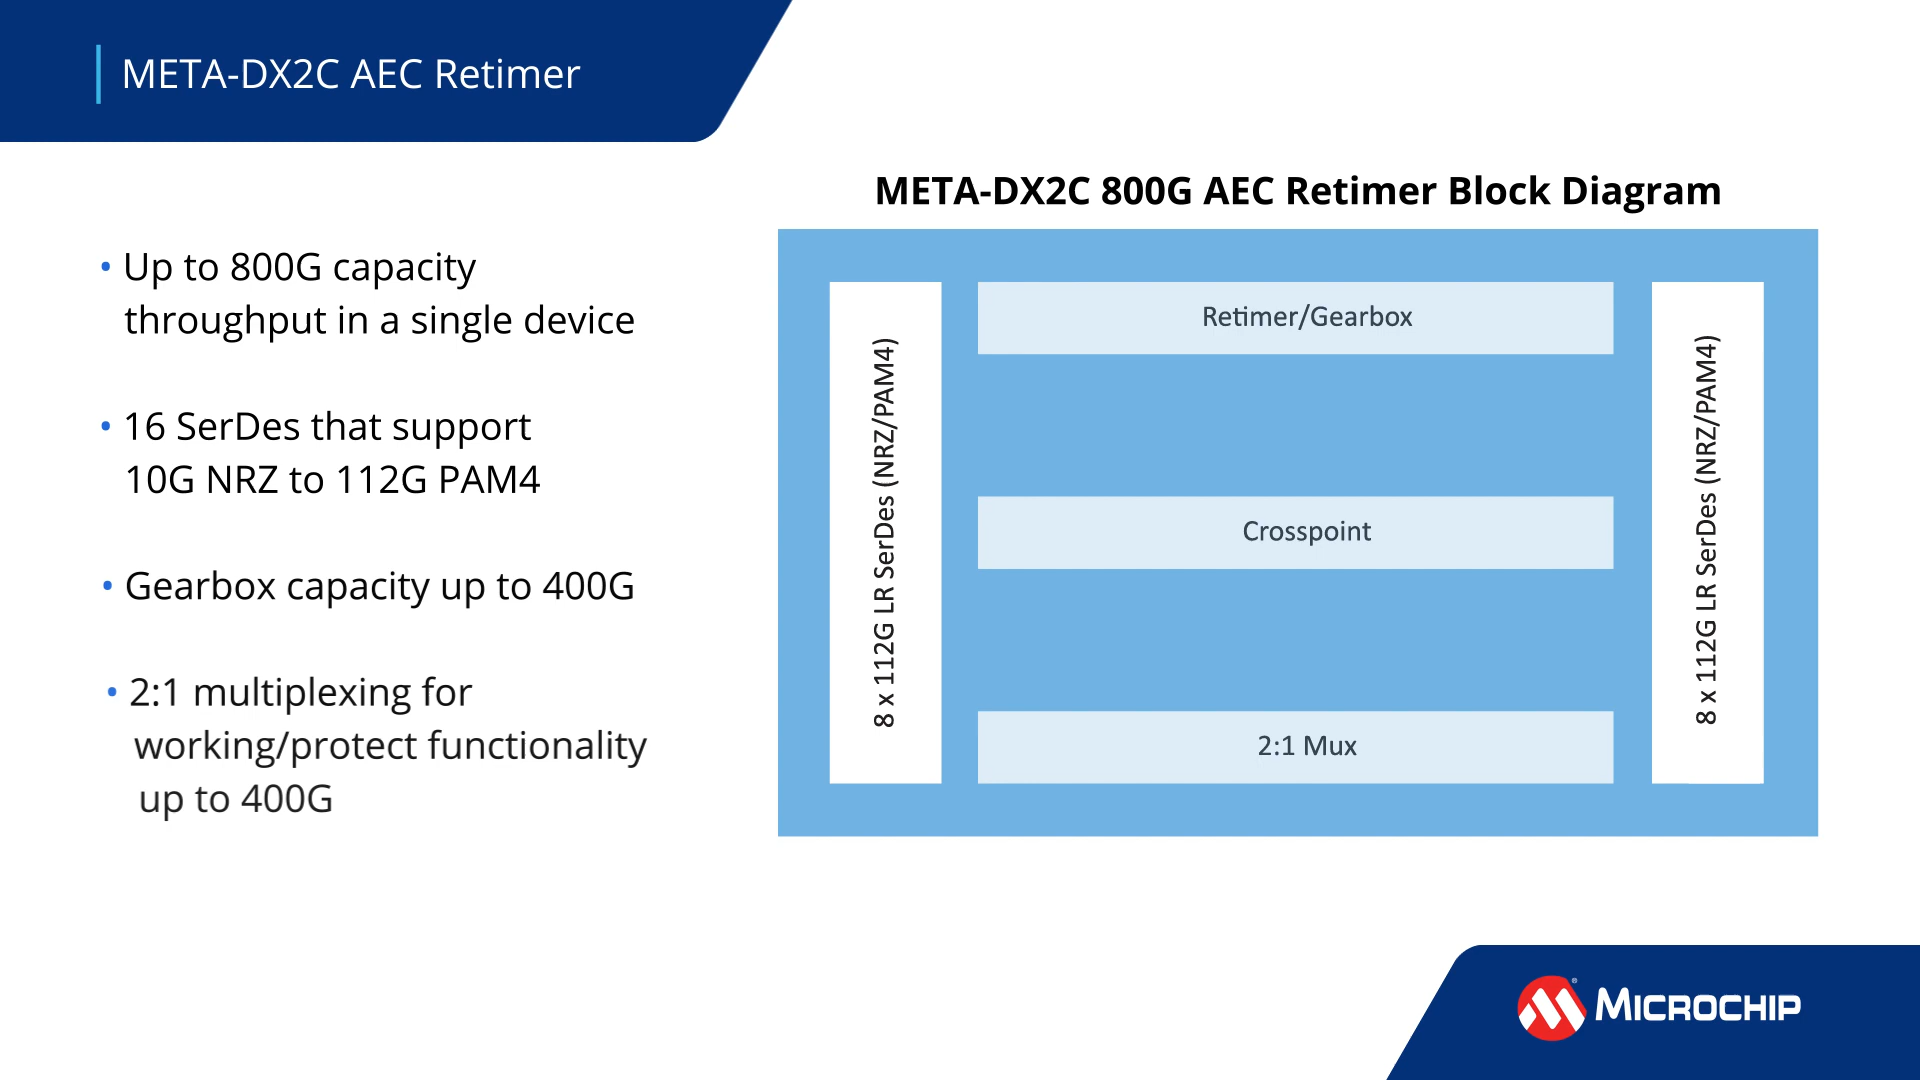 META-DX2C AEC Retimer
META-DX2C 800G AEC Retimer Block Diagram
• Up to 800G capacity
throughput in a single device
• 16 SerDes that support
10G NRZ to 112G PAM4
• Gearbox capacity up to 400G
• 2:1 multiplexing for
working/protect functionality
up to 400G
8 x 112G LR SerDes (NRZ/PAM4)
Retimer/Gearbox
Crosspoint
2:1 Mux
8 x 112G LR SerDes (NRZ/PAM4)
® MICROCHIP